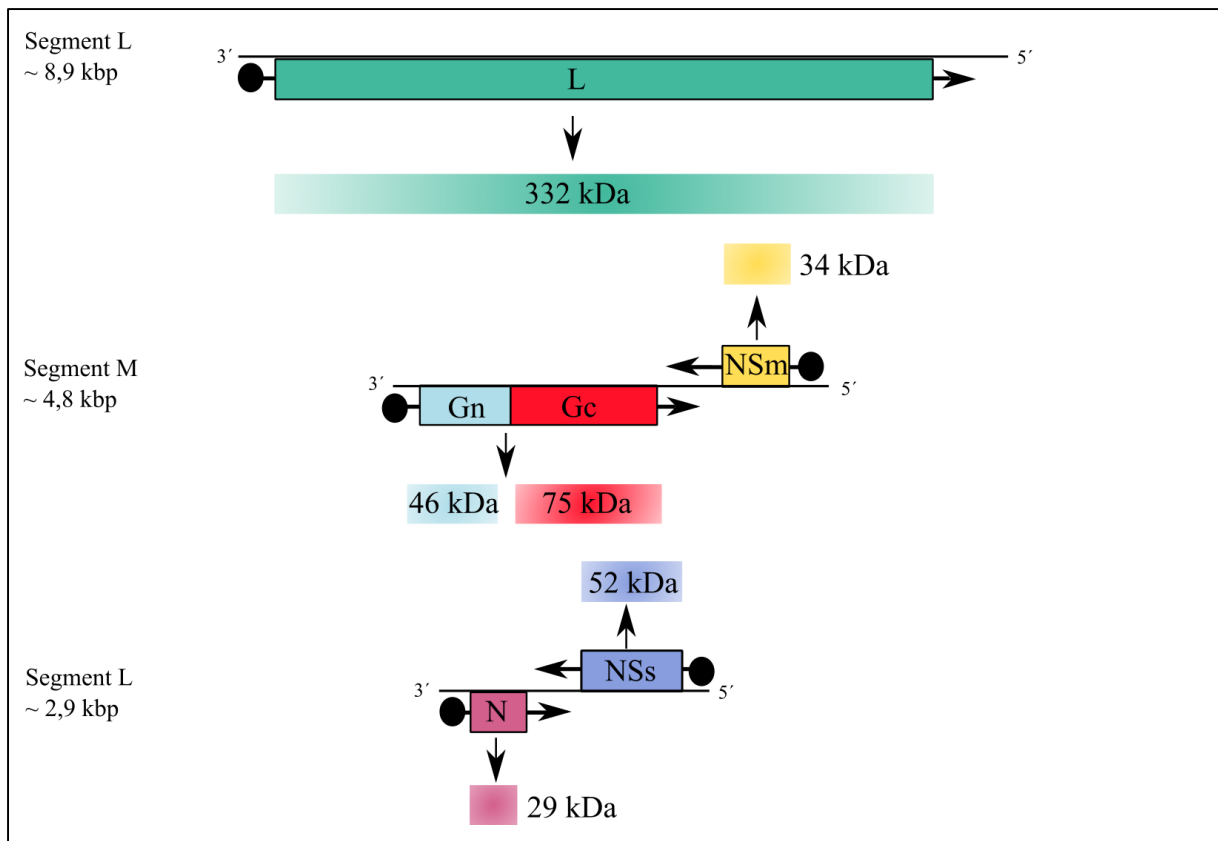 Segment L
~ 8,9 kbp
3´ 5´
L
332 kDa
34 kDa
Segment M
~ 4,8 kbp
NSm
3´ 5´
Gn Gc
46 kDa 75 kDa
52 kDa
Segment L
~ 2,9 kbp
NSs
3´ 5´
N
29 kDa